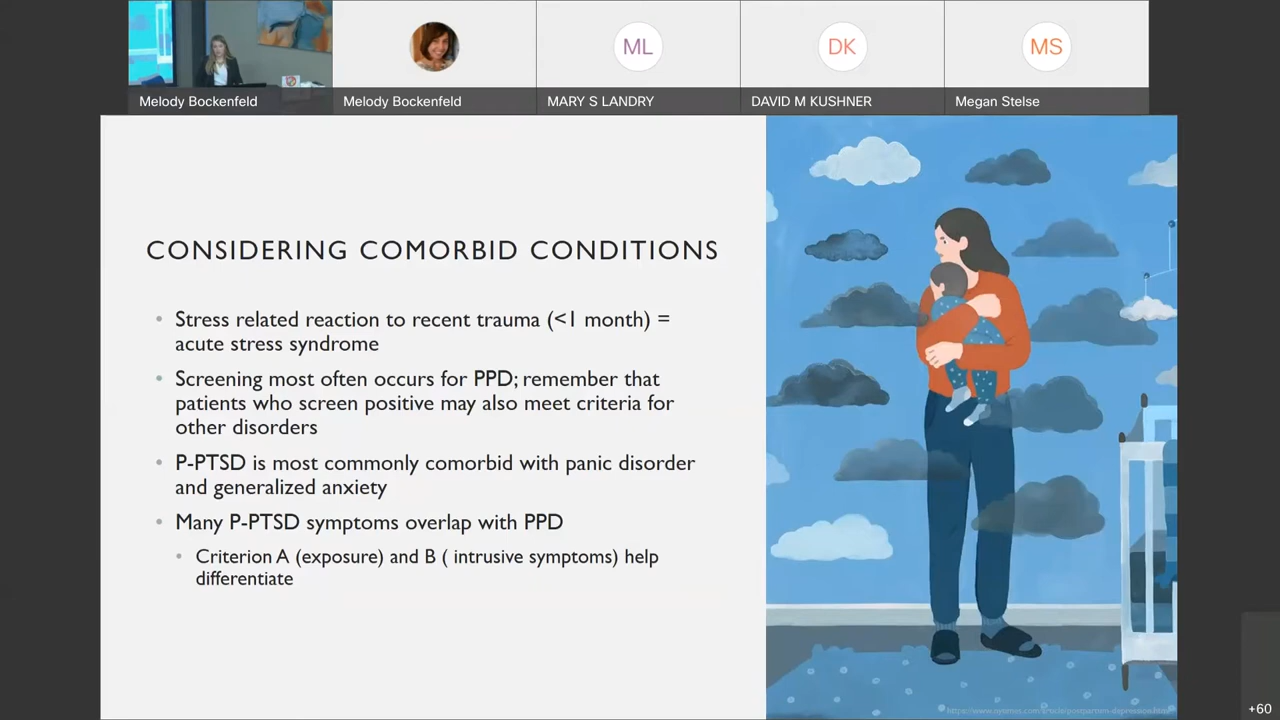 ML
DK
MS
Melody Bockenfeld
Melody Bockenfeld
MARY S LANDRY
DAVID M KUSHNER
Megan Stelse
CONSIDERING COMORBID CONDITIONS
• Stress related reaction to recent trauma (<1 month) =
acute stress syndrome
• Screening most often occurs for PPD; remember that
patients who screen positive may also meet criteria for
other disorders
• P-PTSD is most commonly comorbid with panic disorder
and generalized anxiety
• Many P-PTSD symptoms overlap with PPD
• Criterion A (exposure) and B ( intrusive symptoms) help
differentiate
+60